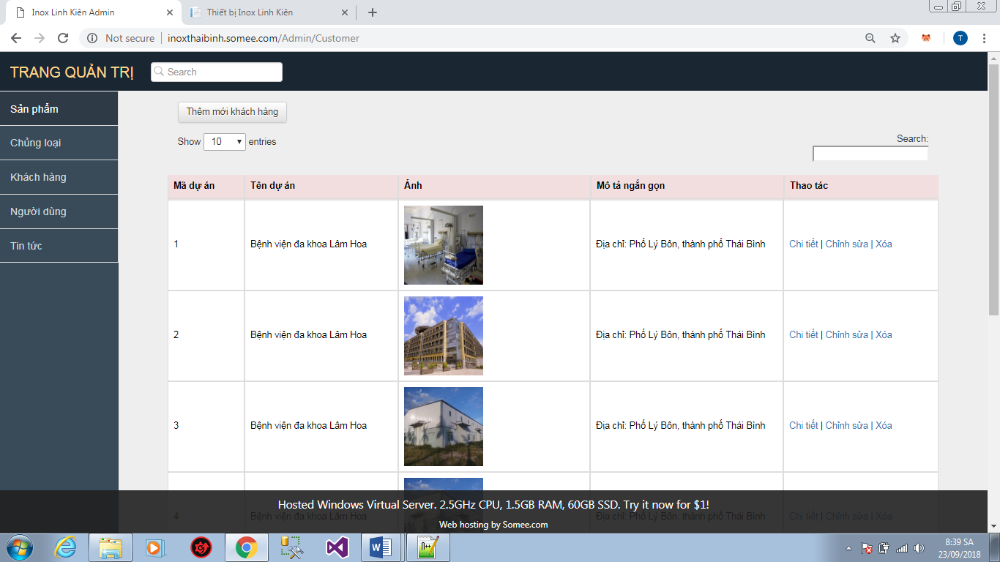 Inox Linh Kiên Admin
Thiết bị Inox Linh Kiên
Not secure inoxthaibinh.somee.com/Admin/Customer
T
TRANG QUẢN TRỊ
Search
Sản phẩm
Chủng loại
Khách hàng
Người dùng
Tin tức
Thêm mới khách hàng
Show 10 entries
Search:
Mã dự án Tên dự án Ảnh Mô tả ngắn gọn Thao tác
1 Bệnh viện đa khoa Lâm Hoa Địa chỉ: Phố Lý Bôn, thành phố Thái Bình Chi tiết | Chỉnh sửa | Xóa
2 Bệnh viện đa khoa Lâm Hoa Địa chỉ: Phố Lý Bôn, thành phố Thái Bình Chi tiết | Chỉnh sửa | Xóa
3 Bệnh viện đa khoa Lâm Hoa Địa chỉ: Phố Lý Bôn, thành phố Thái Bình Chi tiết | Chỉnh sửa | Xóa
4 Bệnh viện đa khoa Lâm Hoa Địa chỉ: Phố Lý Bôn, thành phố Thái Bình Chi tiết | Chỉnh sửa | Xóa
Hosted Windows Virtual Server. 2.5GHz CPU, 1.5GB RAM, 60GB SSD. Try it now for $1!
Web hosting by Somee.com
8:39 SA
23/09/2018